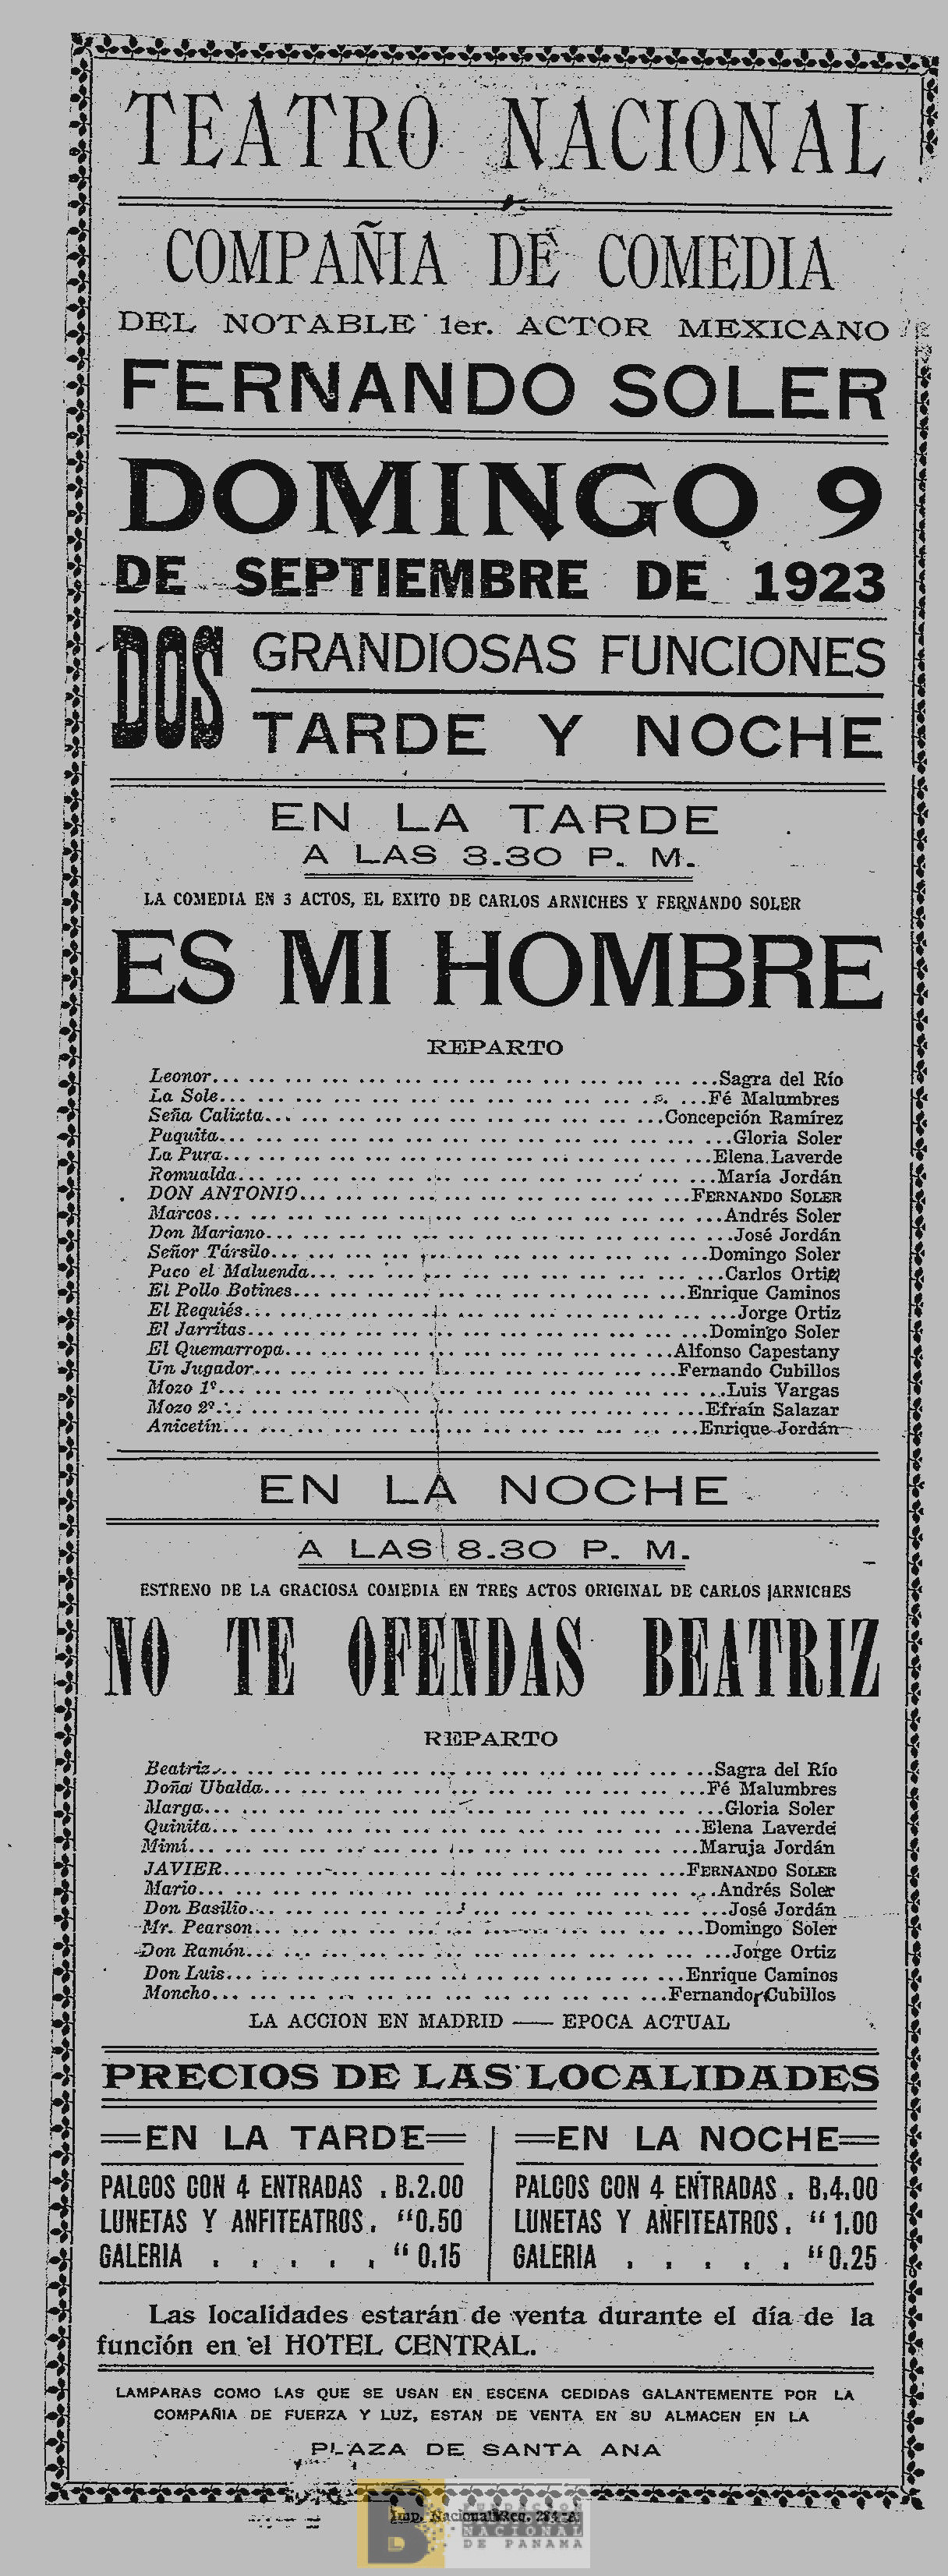 TEATRO NACIONAL
COMPAÑIA DE COMEDIA
DEL NOTABLE 1er. ACTOR MEXICANO
FERNANDO SOLER
DOMINGO 9
DE SEPTIEMBRE DE 1923
DOS GRANDIOSAS FUNCIONES
TARDE Y NOCHE
EN LA TARDE
A LAS 3.30 P. M.
LA COMEDIA EN 3 ACTOS, EL EXITO DE CARLOS ARNICHES Y FERNANDO SOLER
ES MI HOMBRE
REPARTO
Leonor... Sagra del Río
La Sole... Fé Malumbres
Seña Calixta... Concepción Ramírez
Paquita... Gloria Soler
La Pura... Elena Laverde
Romualda... María Jordán
DON ANTONIO... FERNANDO SOLER
Marcos... Andrés Soler
Don Mariano... José Jordán
Señor Társilo... Domingo Soler
Paco el Maluenda... Carlos Ortiz
El Pollo Botines... Enrique Caminos
El Requiés... Jorge Ortiz
El Jarritas... Domingo Soler
El Quemarropa... Alfonso Capestany
Un Jugador... Fernando Cubillos
Mozo 1º... Luis Vargas
Mozo 2º... Efraín Salazar
Anicetín... Enrique Jordán
EN LA NOCHE
A LAS 8.30 P. M.
ESTRENO DE LA GRACIOSA COMEDIA EN TRES ACTOS ORIGINAL DE CARLOS ARNICHES
NO TE OFENDAS BEATRIZ
REPARTO
Beatriz... Sagra del Río
Doña Ubalda... Fé Malumbres
Marga... Gloria Soler
Quinita... Elena Laverde
Mimí... Maruja Jordán
JAVIER... FERNANDO SOLER
Mario... Andrés Soler
Don Basilio... José Jordán
Mr. Pearson... Domingo Soler
Don Ramón... Jorge Ortiz
Don Luis... Enrique Caminos
Moncho... Fernando Cubillos
LA ACCION EN MADRID — EPOCA ACTUAL
PRECIOS DE LAS LOCALIDADES
EN LA TARDE
PALCOS CON 4 ENTRADAS . B.2.00
LUNETAS Y ANFITEATROS. “ 0.50
GALERIA . . . . . “ 0.15
EN LA NOCHE
PALCOS CON 4 ENTRADAS . B.4.00
LUNETAS Y ANFITEATROS. “ 1.00
GALERIA . . . . . “ 0.25
Las localidades estarán de venta durante el día de la
función en el HOTEL CENTRAL.
LAMPARAS COMO LAS QUE SE USAN EN ESCENA CEDIDAS GALANTEMENTE POR LA
COMPAÑIA DE FUERZA Y LUZ, ESTAN DE VENTA EN SU ALMACEN EN LA
PLAZA DE SANTA ANA
Imp. Nacional Req.
B
NACIONAL
DE PANAMA